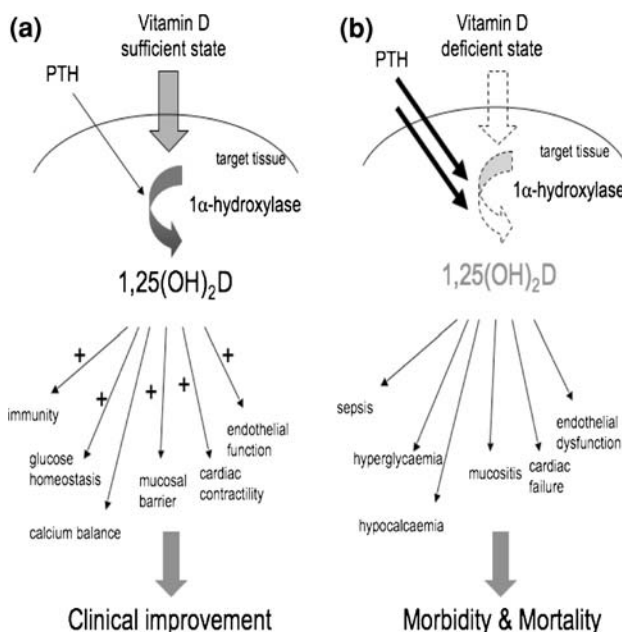 (a)
Vitamin D
sufficient state
PTH
target tissue
1α-hydroxylase
1,25(OH)₂D
+
+
+
+
+
immunity
glucose
homeostasis
calcium balance
mucosal
barrier
cardiac
contractility
endothelial
function
Clinical improvement
(b)
Vitamin D
deficient state
PTH
target tissue
1α-hydroxylase
1,25(OH)₂D
sepsis
hyperglycaemia
hypocalcaemia
mucositis
cardiac
failure
endothelial
dysfunction
Morbidity & Mortality